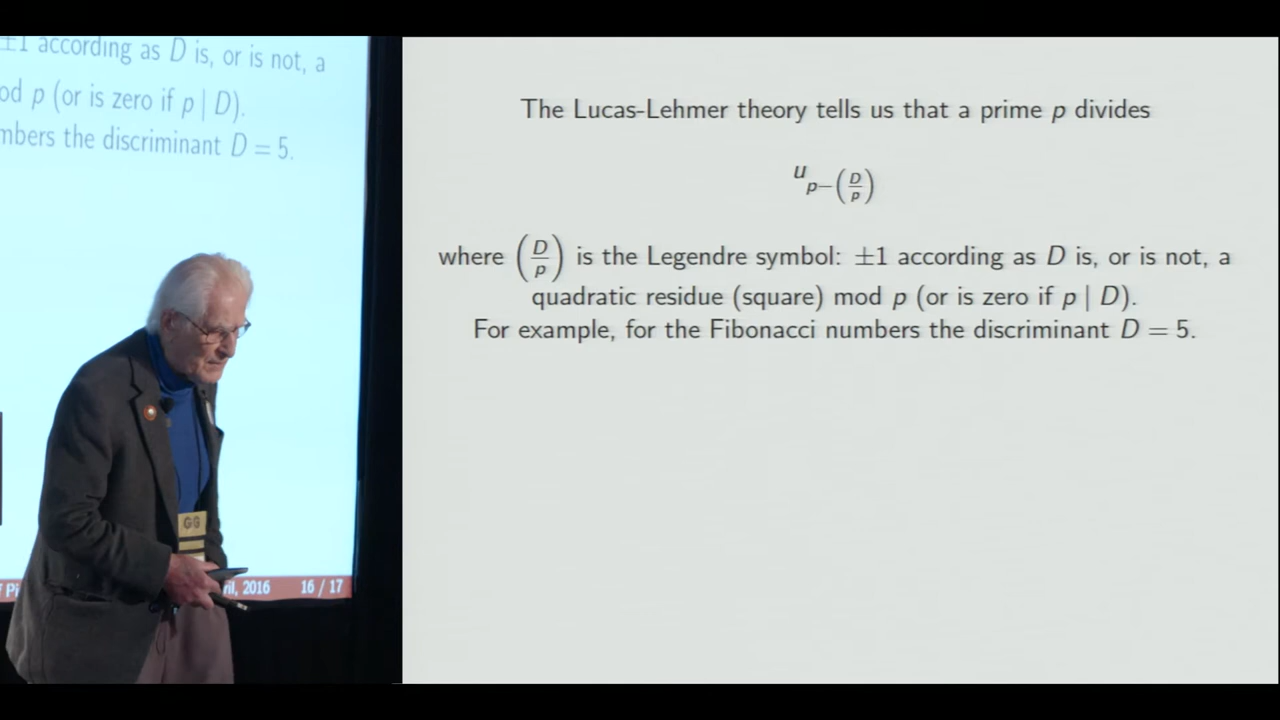 ±1 according as D is, or is not, a
od p (or is zero if p | D).
mbers the discriminant D = 5.
GG
2016 16 / 17
The Lucas-Lehmer theory tells us that a prime p divides
u_{p−(D/p)}
where (D/p) is the Legendre symbol: ±1 according as D is, or is not, a
quadratic residue (square) mod p (or is zero if p | D).
For example, for the Fibonacci numbers the discriminant D = 5.